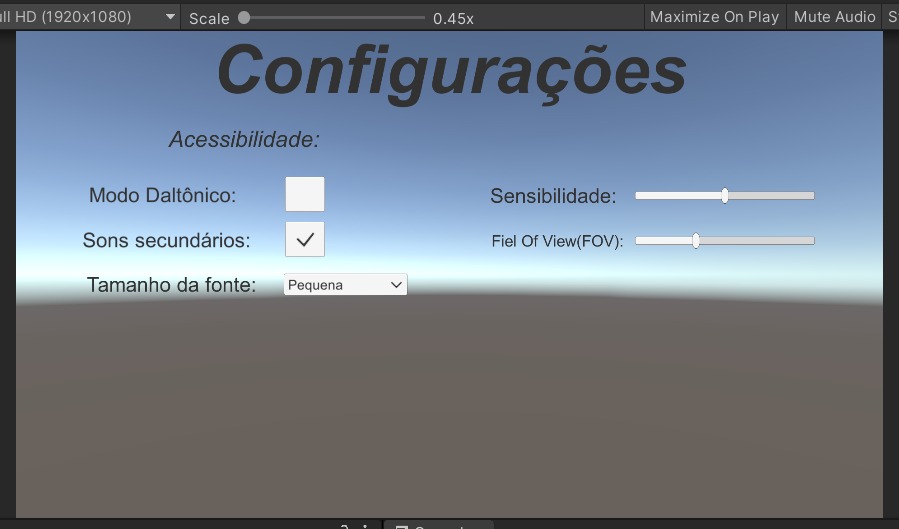 ll HD (1920x1080) Scale 0.45x Maximize On Play Mute Audio S
Configurações
Acessibilidade:
Modo Daltônico:
Sensibilidade:
Sons secundários:
Fiel Of View(FOV):
Tamanho da fonte: Pequena